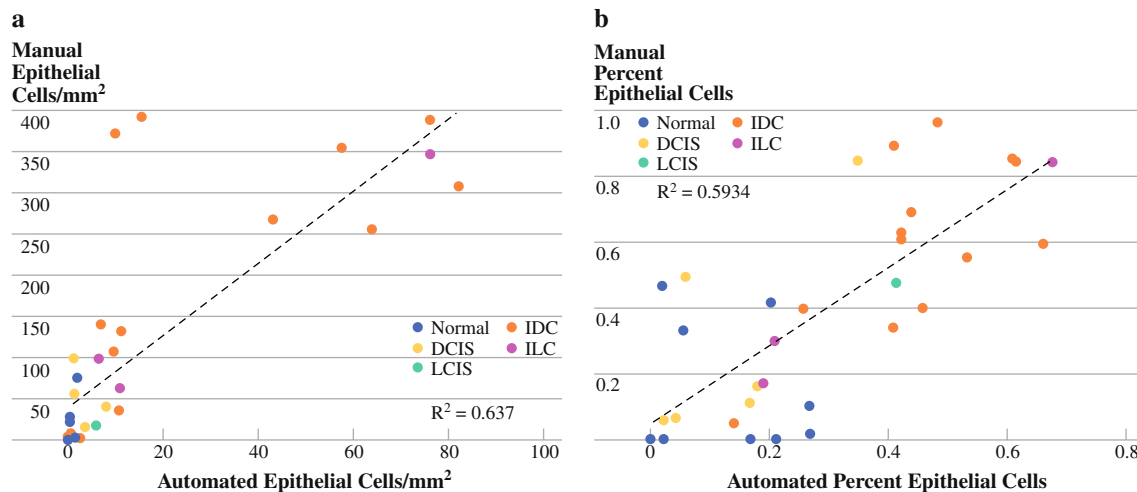 a
Manual
Epithelial
Cells/mm²
400
350
300
250
200
150
100
50
Normal IDC
DCIS ILC
LCIS
R² = 0.637
0 20 40 60 80 100
Automated Epithelial Cells/mm²
b
Manual
Percent
Epithelial Cells
1.0
Normal IDC
DCIS ILC
LCIS
R² = 0.5934
0.8
0.6
0.4
0.2
0 0.2 0.4 0.6 0.8
Automated Percent Epithelial Cells